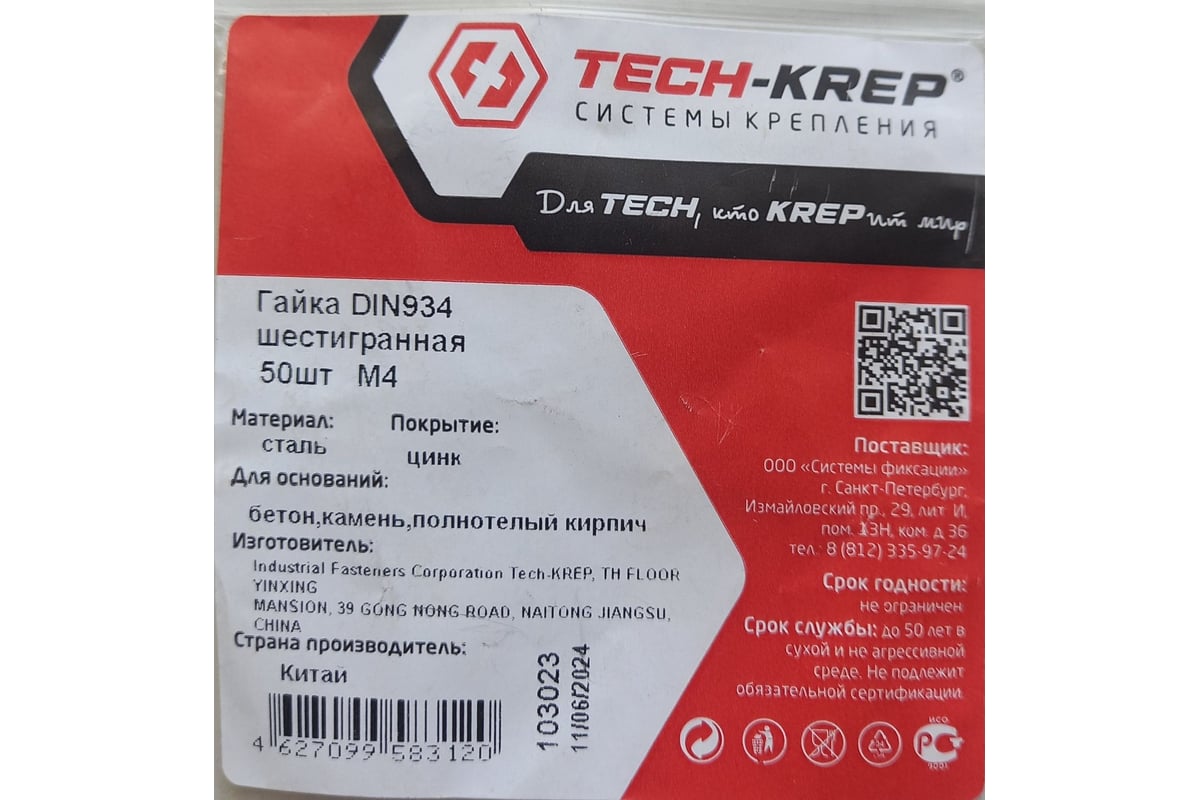 TECH-KREP®
СИСТЕМЫ КРЕПЛЕНИЯ
Для TECH, кто KREPит мир
Гайка DIN934
шестигранная
50шт М4
Материал: Покрытие:
сталь цинк
Для оснований:
бетон,камень,полнотелый кирпич
Изготовитель:
Industrial Fasteners Corporation Tech-KREP, TH FLOOR
YINXING
MANSION, 39 GONG NONG ROAD, NAITONG JIANGSU,
CHINA
Страна производитель:
Китай
4 627099 583120
103023
11/06/2024
Поставщик:
ООО «Системы фиксации»
г. Санкт-Петербург,
Измайловский пр., 29, лит. И,
пом. 13Н, ком. д 36
тел.: 8 (812) 335-97-24
Срок годности:
не ограничен
Срок службы: до 50 лет в
сухой и не агрессивной
среде. Не подлежит
обязательной сертификации.
ИСО
РСТ
9001